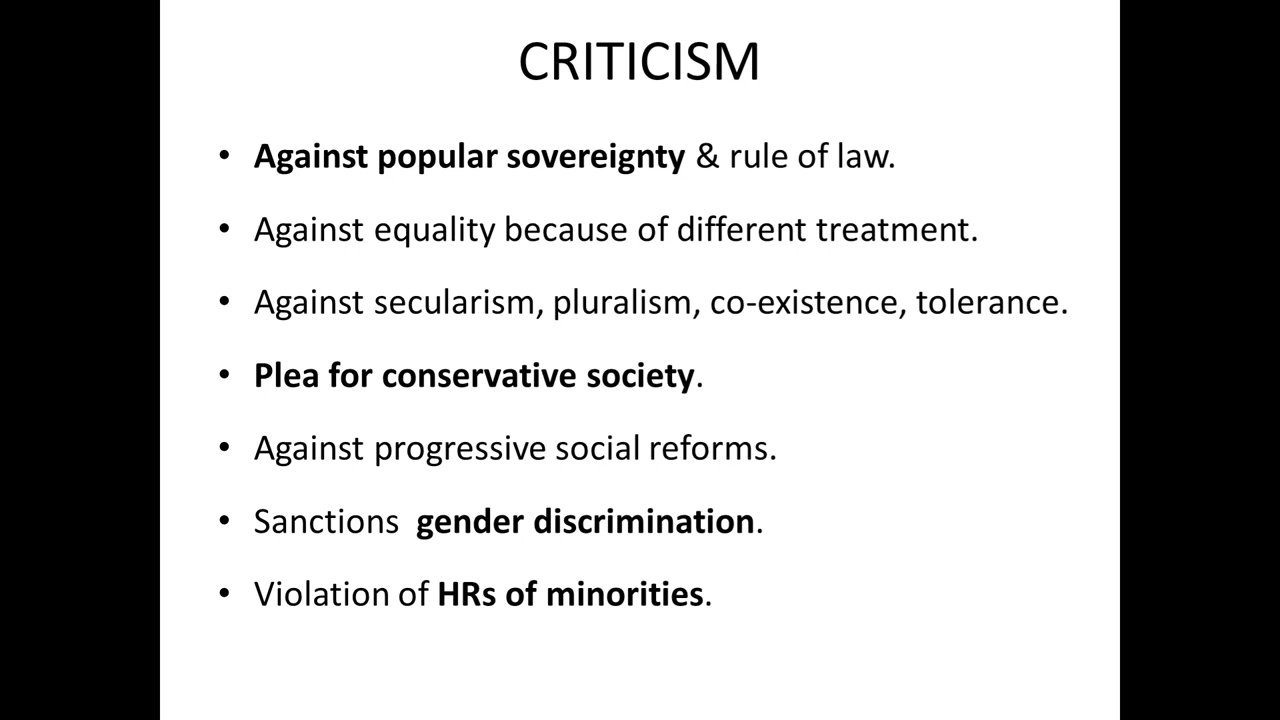 CRITICISM
• Against popular sovereignty & rule of law.
• Against equality because of different treatment.
• Against secularism, pluralism, co-existence, tolerance.
• Plea for conservative society.
• Against progressive social reforms.
• Sanctions gender discrimination.
• Violation of HRs of minorities.